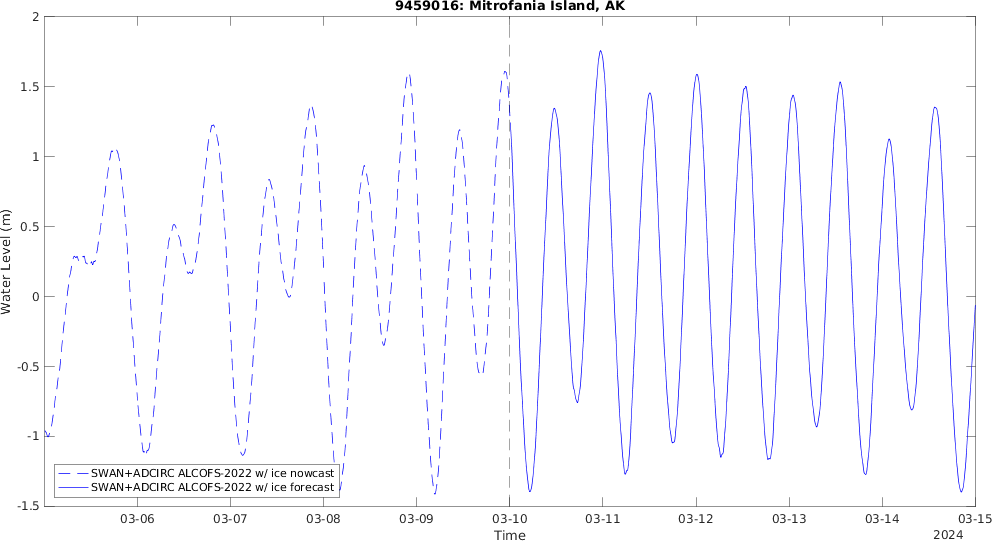 9459016: Mitrofania Island, AK
2
1.5
1
0.5
0
-0.5
-1
-1.5
Water Level (m)
SWAN+ADCIRC ALCOFS-2022 w/ ice nowcast
SWAN+ADCIRC ALCOFS-2022 w/ ice forecast
03-06 03-07 03-08 03-09 03-10 03-11 03-12 03-13 03-14 03-15
Time
2024